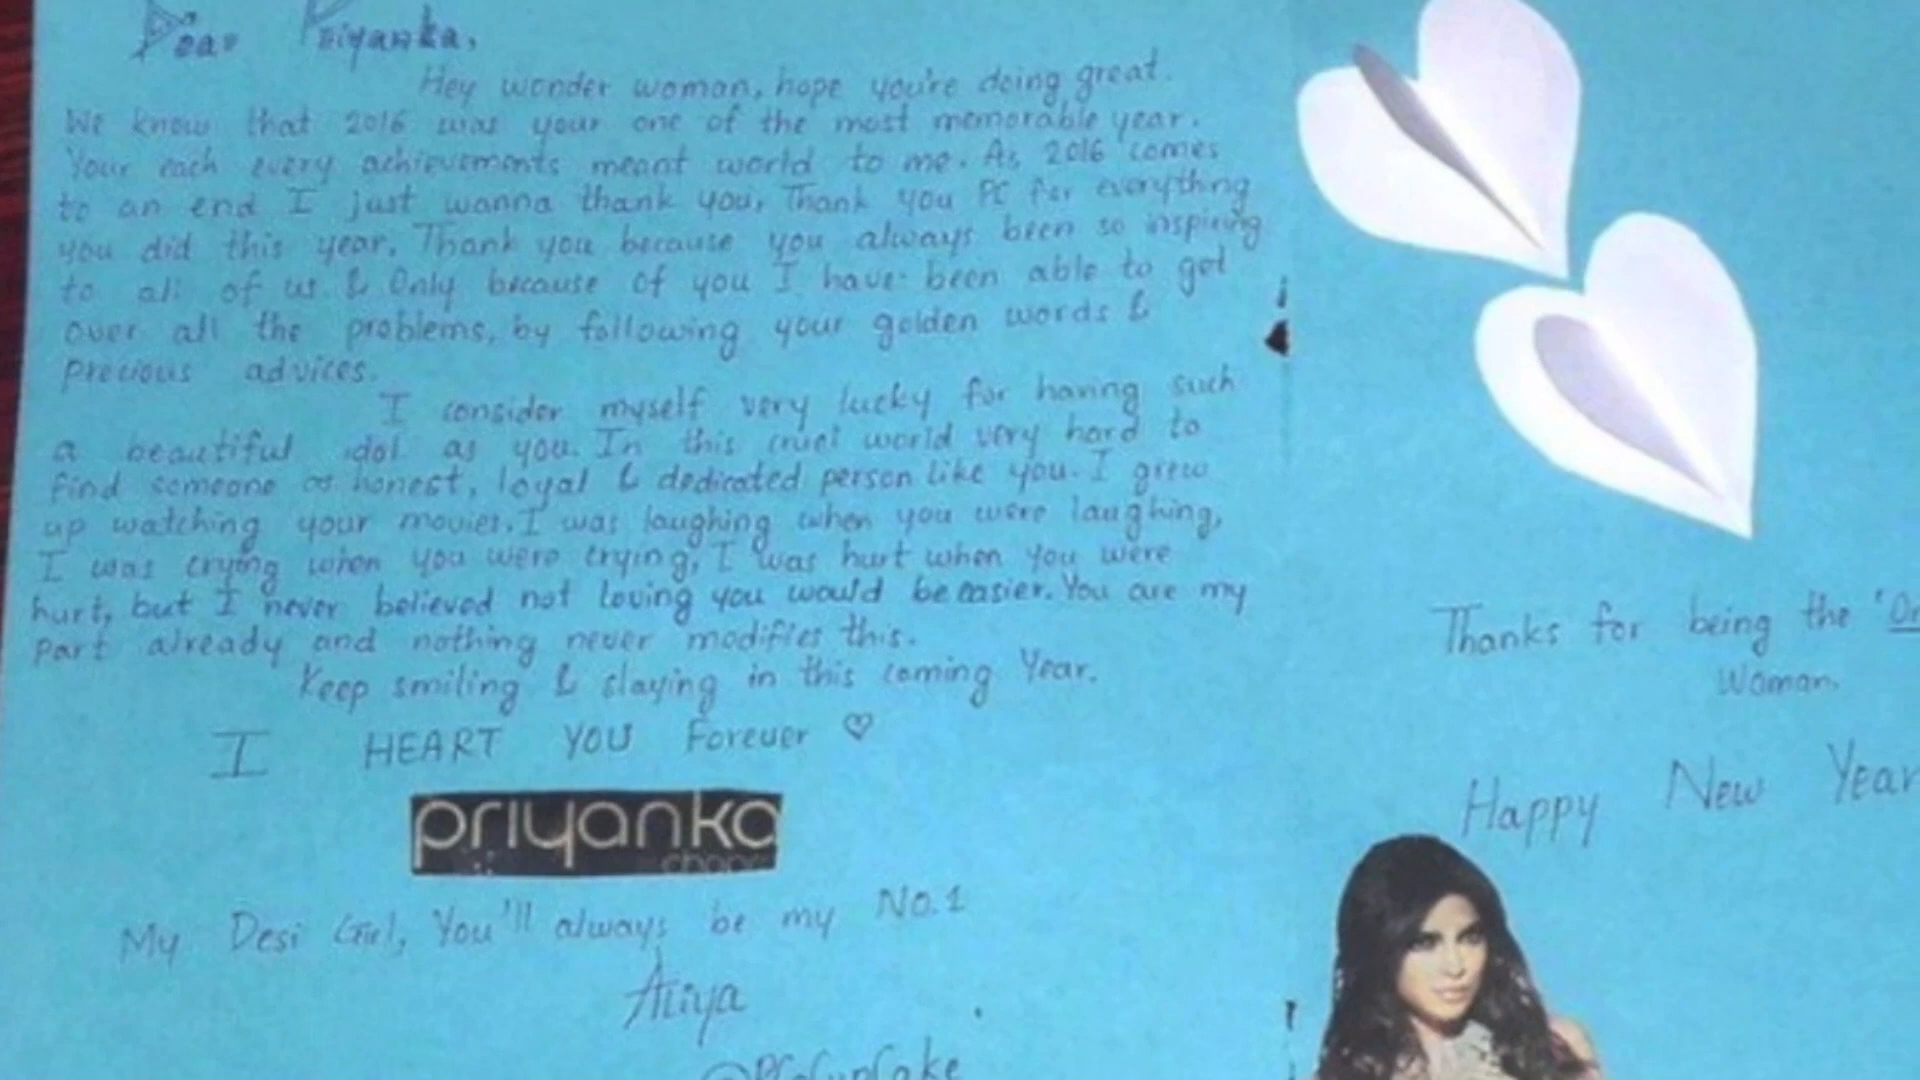 Dear Priyanka,
Hey wonder woman, hope you're doing great.
We know that 2016 was your one of the most memorable year.
Your each every achievements meant world to me. As 2016 comes
to an end I just wanna thank you, Thank you PC for everything
you did this year. Thank you because you always been so inspiring
to all of us & Only because of you I have been able to get
over all the problems, by following your golden words &
precious advices.
I consider myself very lucky for having such
a beautiful idol as you. In this cruel world very hard to
find someone as honest, loyal & dedicated person like you. I grew
up watching your movies. I was laughing when you were laughing,
I was crying when you were crying, I was hurt when you were
hurt, but I never believed not loving you would be easier. You are my
part already and nothing never modifies this.
Keep smiling & slaying in this coming Year.
I HEART YOU Forever ♡
priyanka
My Desi Girl, You'll always be my No.1
@PCsCupCake
Thanks for being the
Woman.
Happy New Year